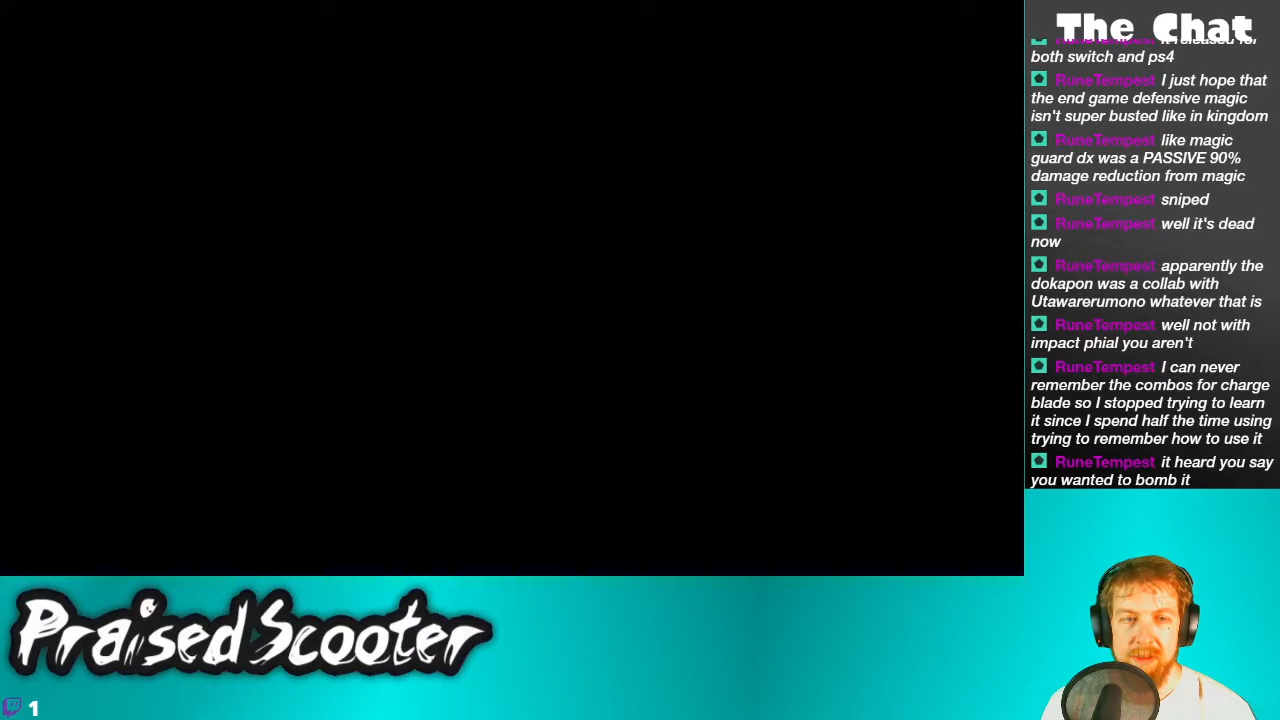 The Chat
RuneTempest it released for
both switch and ps4
RuneTempest I just hope that
the end game defensive magic
isn't super busted like in kingdom
RuneTempest like magic
guard dx was a PASSIVE 90%
damage reduction from magic
RuneTempest sniped
RuneTempest well it's dead
now
RuneTempest apparently the
dokapon was a collab with
Utawarerumono whatever that is
RuneTempest well not with
impact phial you aren't
RuneTempest I can never
remember the combos for charge
blade so I stopped trying to learn
it since I spend half the time using
trying to remember how to use it
RuneTempest it heard you say
you wanted to bomb it
PraisedScooter
1